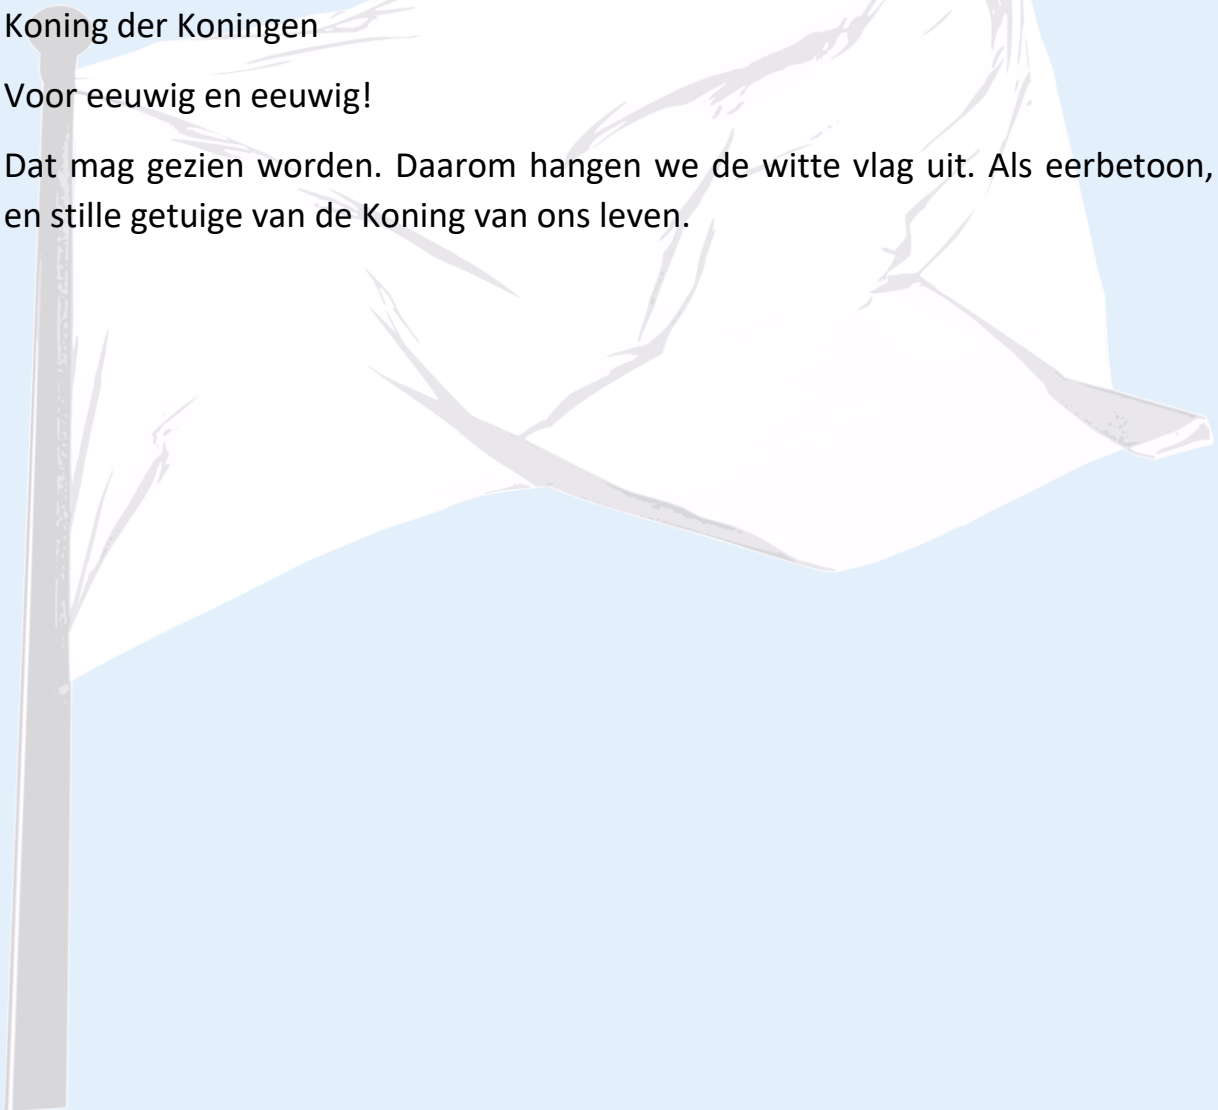 Koning der Koningen
Voor eeuwig en eeuwig!
Dat mag gezien worden. Daarom hangen we de witte vlag uit. Als eerbetoon,
en stille getuige van de Koning van ons leven.